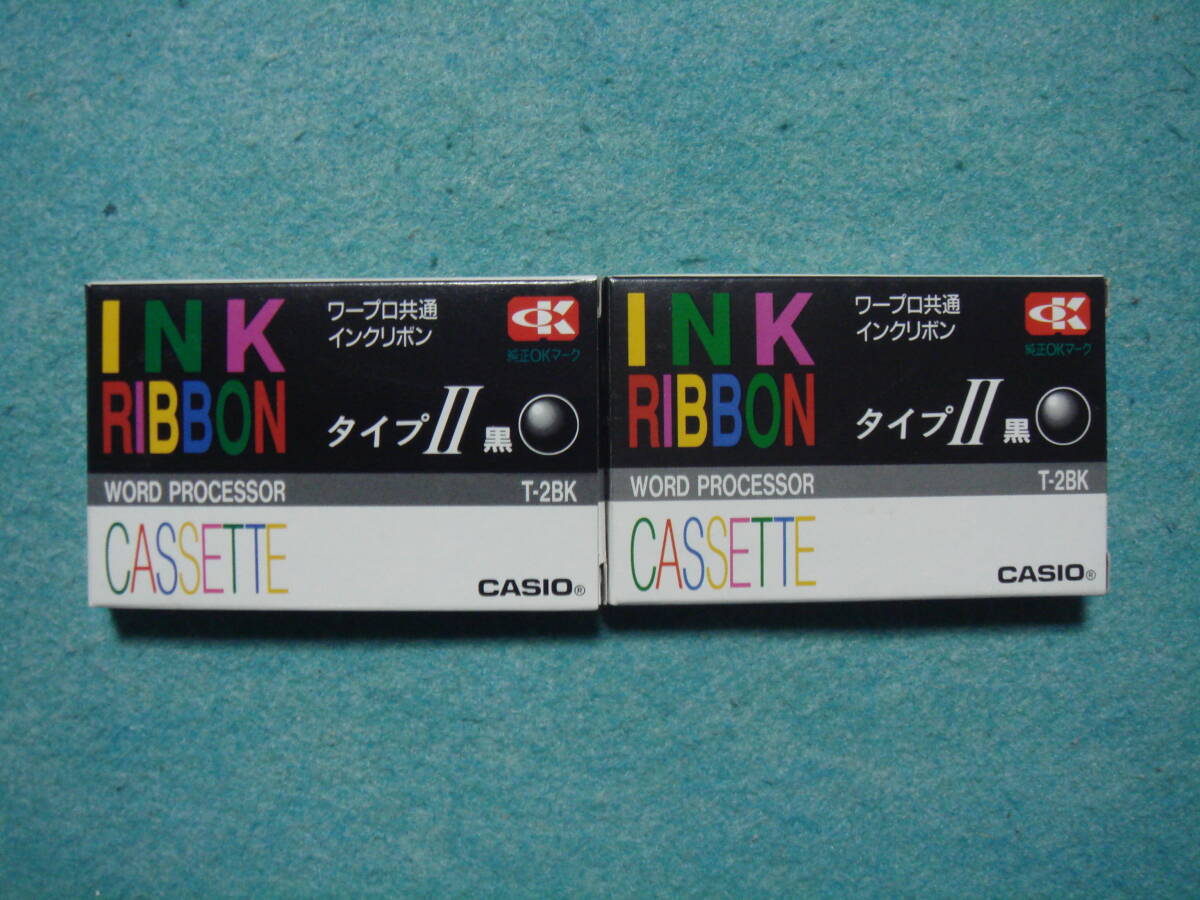 INK
RIBBON
ワープロ共通
インクリボン
OK
純正OKマーク
タイプII 黒
WORD PROCESSOR
T-2BK
CASSETTE
CASIO®
INK
RIBBON
ワープロ共通
インクリボン
OK
純正OKマーク
タイプII 黒
WORD PROCESSOR
T-2BK
CASSETTE
CASIO®